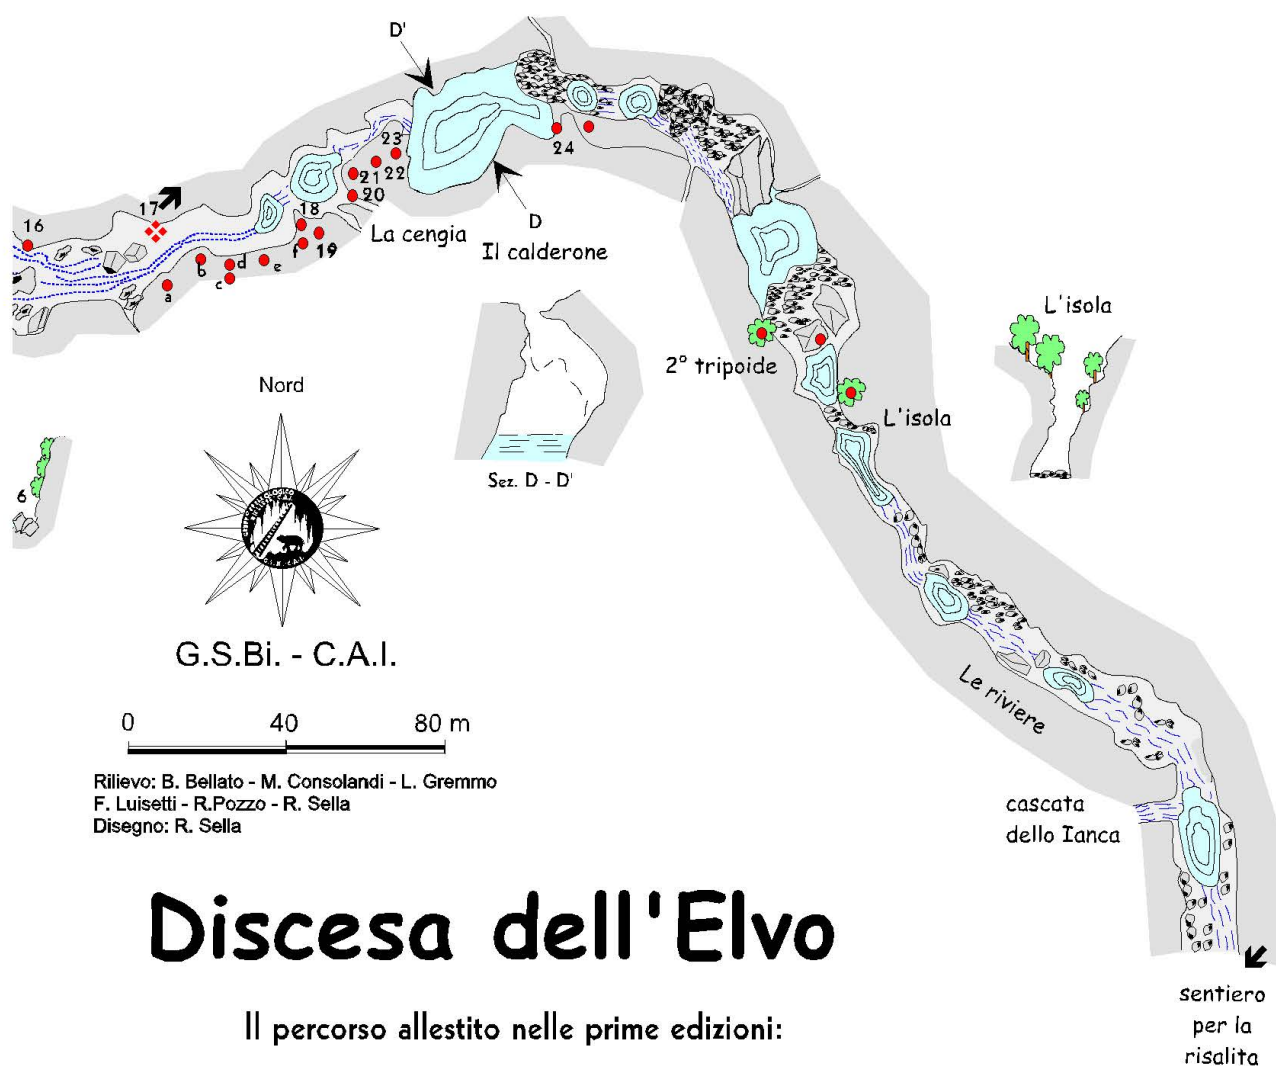 D'
16
17
23
22
21
20
18
19
f
a
b
c
d
e
24
La cengia
D
Il calderone
L'isola
2° tripoide
L'isola
Nord
6
Sez. D - D'
G.S.Bi. - C.A.I.
Le riviere
0 40 80 m
Rilievo: B. Bellato - M. Consolandi - L. Gremmo
F. Luisetti - R.Pozzo - R. Sella
Disegno: R. Sella
cascata
dello Ianca
Discesa dell'Elvo
sentiero
per la
risalita
Il percorso allestito nelle prime edizioni: